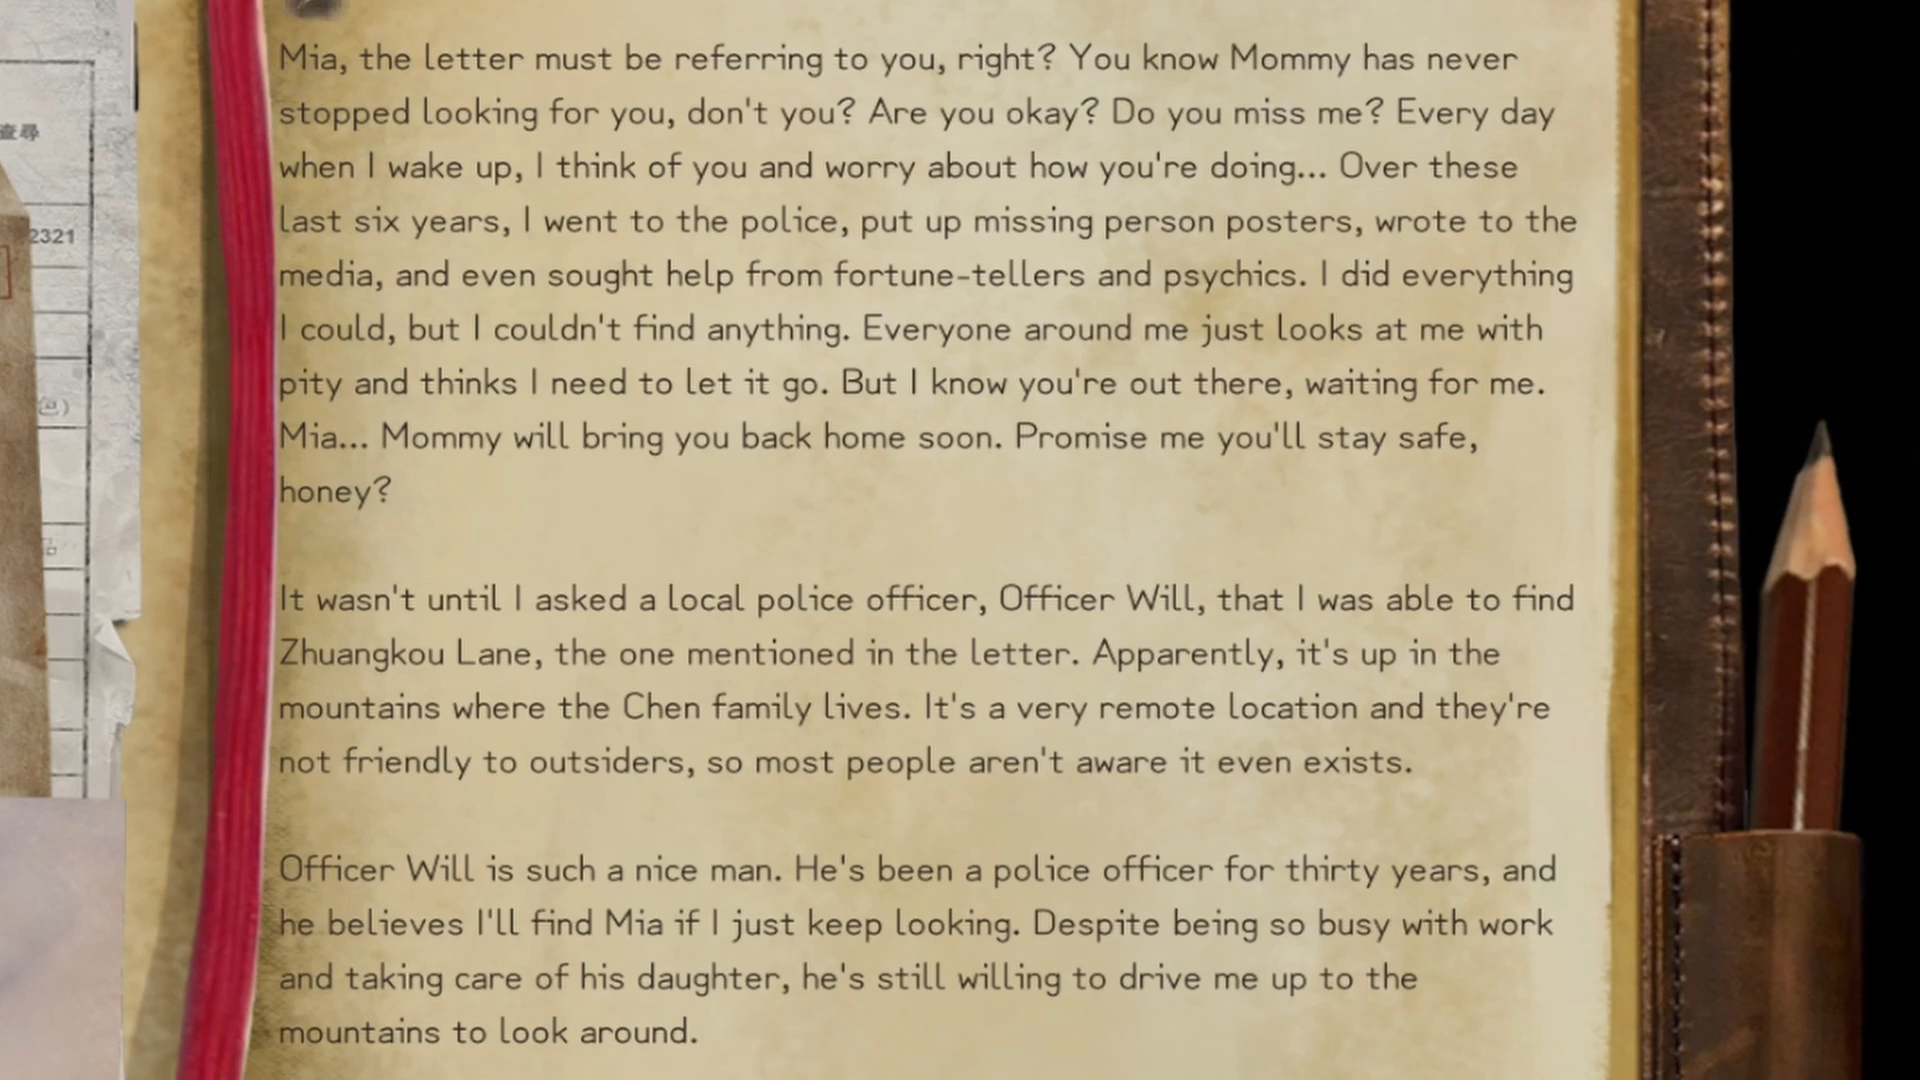 Mia, the letter must be referring to you, right? You know Mommy has never
stopped looking for you, don't you? Are you okay? Do you miss me? Every day
when I wake up, I think of you and worry about how you're doing... Over these
last six years, I went to the police, put up missing person posters, wrote to the
media, and even sought help from fortune-tellers and psychics. I did everything
I could, but I couldn't find anything. Everyone around me just looks at me with
pity and thinks I need to let it go. But I know you're out there, waiting for me.
Mia... Mommy will bring you back home soon. Promise me you'll stay safe,
honey?
It wasn't until I asked a local police officer, Officer Will, that I was able to find
Zhuangkou Lane, the one mentioned in the letter. Apparently, it's up in the
mountains where the Chen family lives. It's a very remote location and they're
not friendly to outsiders, so most people aren't aware it even exists.
Officer Will is such a nice man. He's been a police officer for thirty years, and
he believes I'll find Mia if I just keep looking. Despite being so busy with work
and taking care of his daughter, he's still willing to drive me up to the
mountains to look around.
查尋
2321